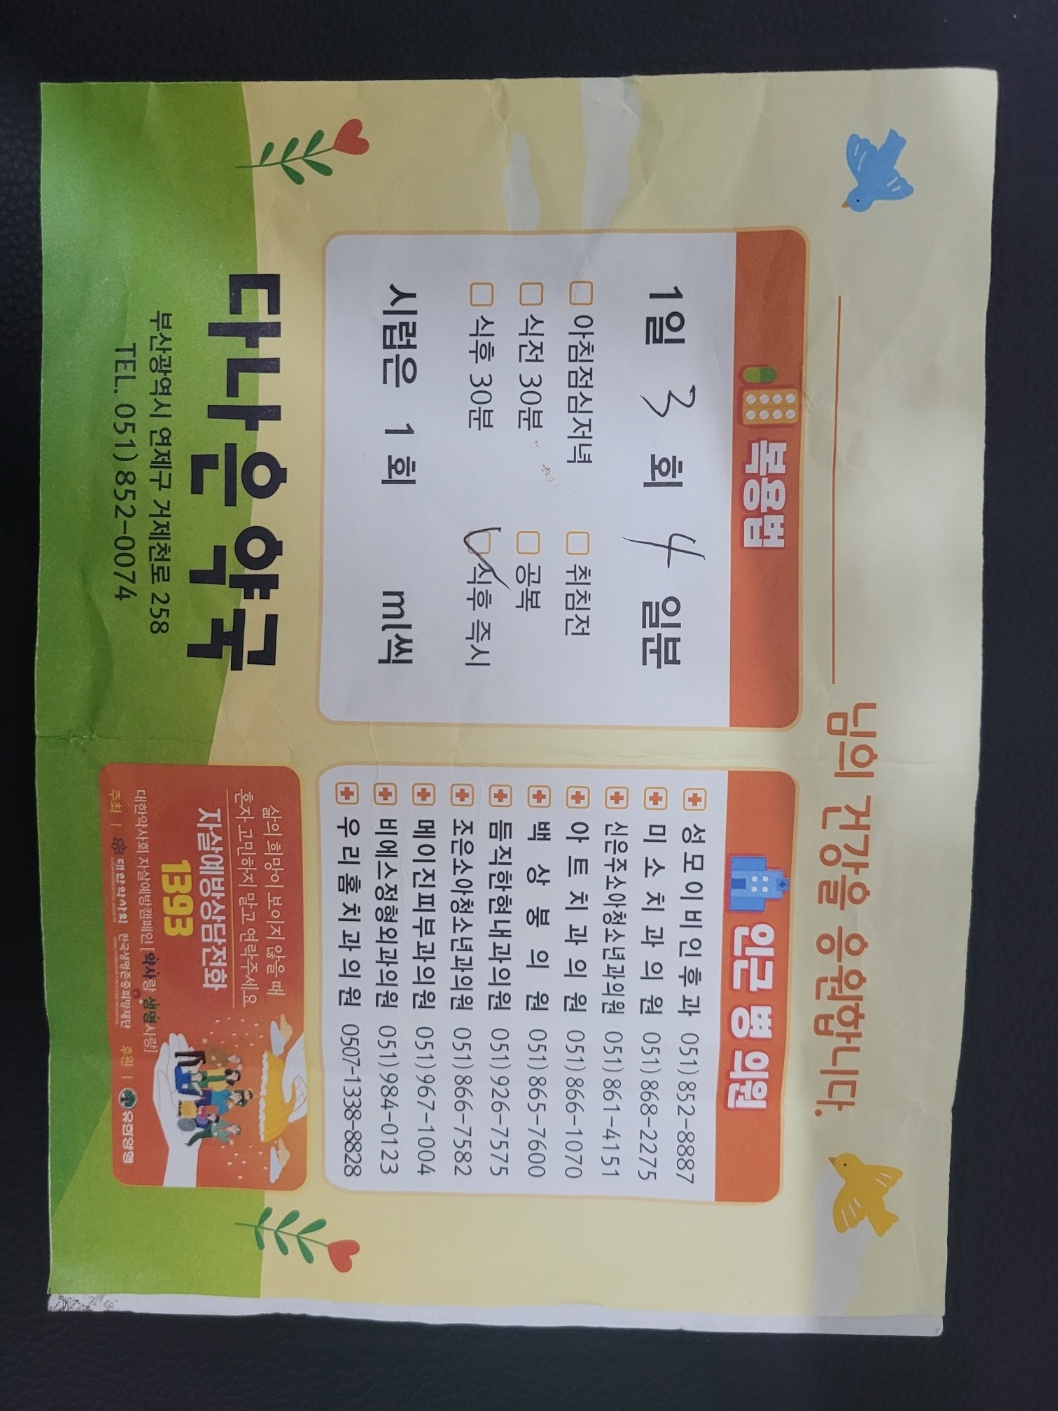 님의 건강을 응원합니다.
복용법
1일 3 회 4 일분
아침점심저녁 취침전
식전 30분 공복
식후 30분 식후 즉시
시럽은 1 회 ml씩
인근 병 의원
성모이비인후과 051) 852-8887
미소치과의원 051) 868-2275
신은주소아청소년과의원 051) 861-4151
아트치과의원 051) 866-1070
백상봉의원 051) 865-7600
듬직한현내과의원 051) 926-7575
조은소아청소년과의원 051) 866-7582
메이진피부과의원 051) 967-1004
비에스정형외과의원 051) 984-0123
우리홈치과의원 0507-1338-8828
다나은약국
부산광역시 연제구 거제천로 258
TEL. 051) 852-0074
삶의 희망이 보이지 않을 때
혼자 고민하지 말고 연락주세요
자살예방상담전화
1393
대한약사회 자살예방캠페인 [약사랑 생명사랑]
주최 | 대한약사회 한국생명존중희망재단 후원 | 유한양행